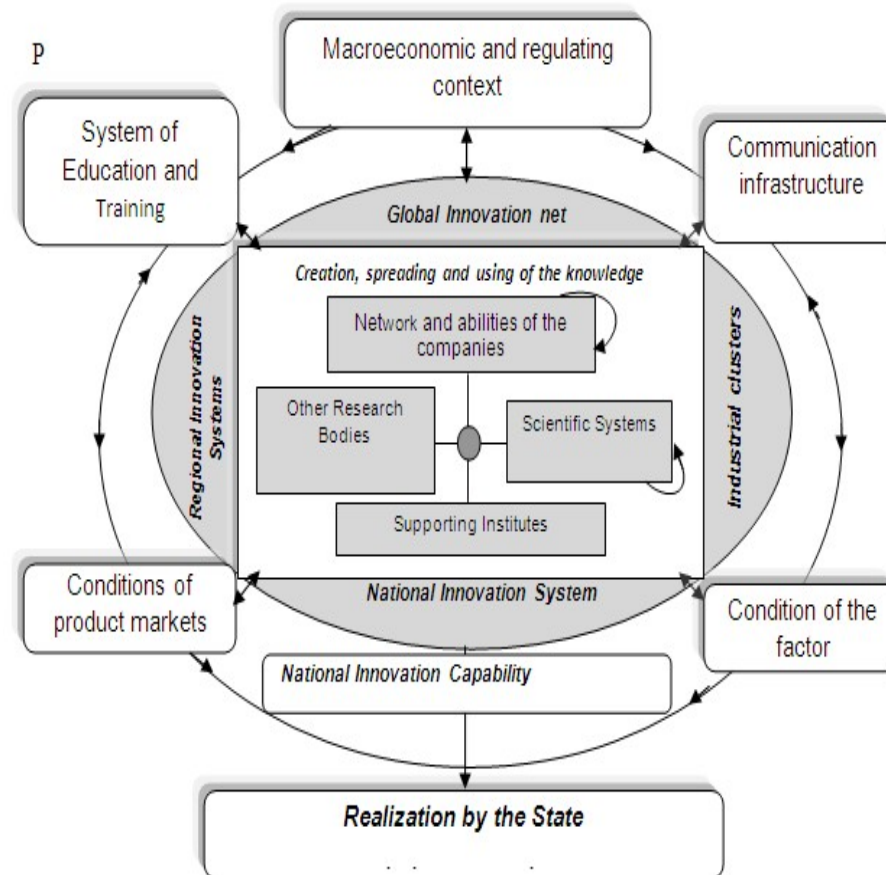 P
Macroeconomic and regulating
context
System of
Education and
Training
Communication
infrastructure
Global Innovation net
Creation, spreading and using of the knowledge
Network and abilities of the
companies
Regional Innovation
Systems
Other Research
Bodies
Scientific Systems
Industrial clusters
Supporting Institutes
Conditions of
product markets
National Innovation System
Condition of the
factor
National Innovation Capability
Realization by the State